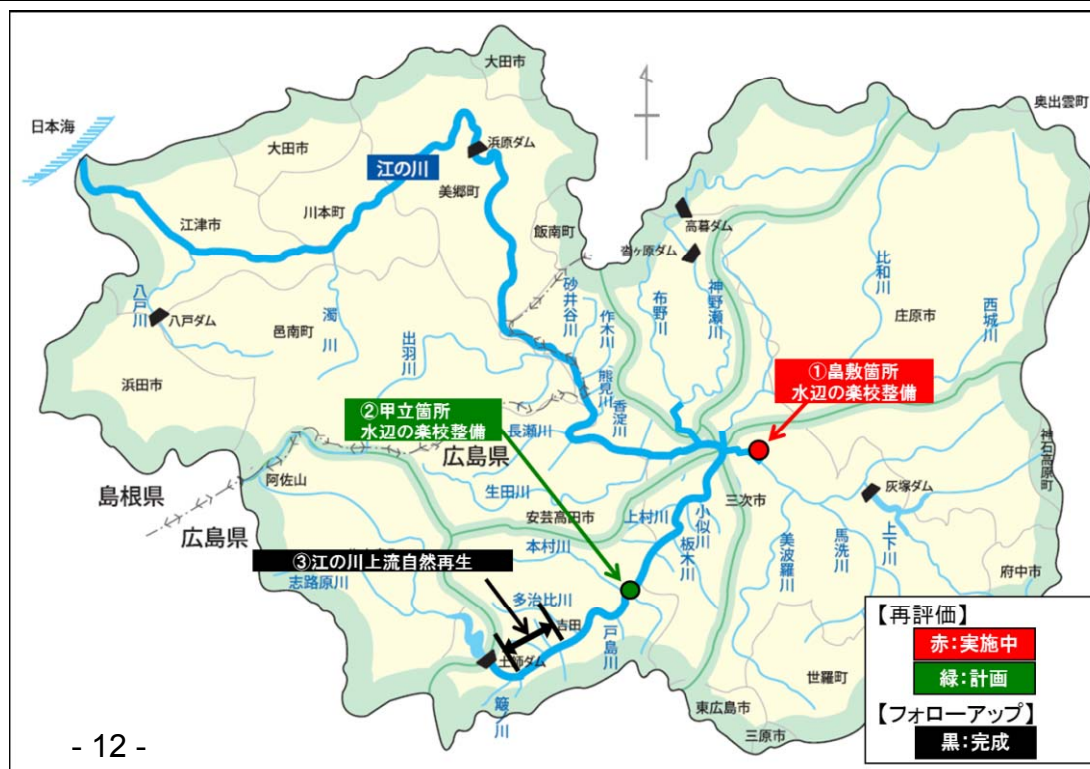 大田市
奥出雲町
日本海
大田市
浜原ダム
江の川
美郷町
川本町
江津市
飯南町
高暮ダム
沓ヶ原ダム
八戸川
八戸ダム
邑南町
濁川
出羽川
砂井谷川
作木川
布野川
神野瀬川
比和川
庄原市
西城川
浜田市
熊見川
香淀川
①畠敷箇所
水辺の楽校整備
②甲立箇所
水辺の楽校整備
長瀬川
広島県
島根県
広島県
阿佐山
生田川
安芸高田市
上村川
小似川
板木川
三次市
美波羅川
馬洗川
灰塚ダム
上下川
神石高原町
府中市
本村川
③江の川上流自然再生
志路原川
多治比川
吉田
土師ダム
戸島川
簸ノ川
世羅町
東広島市
三原市
【再評価】
赤:実施中
緑:計画
【フォローアップ】
黒:完成
- 12 -